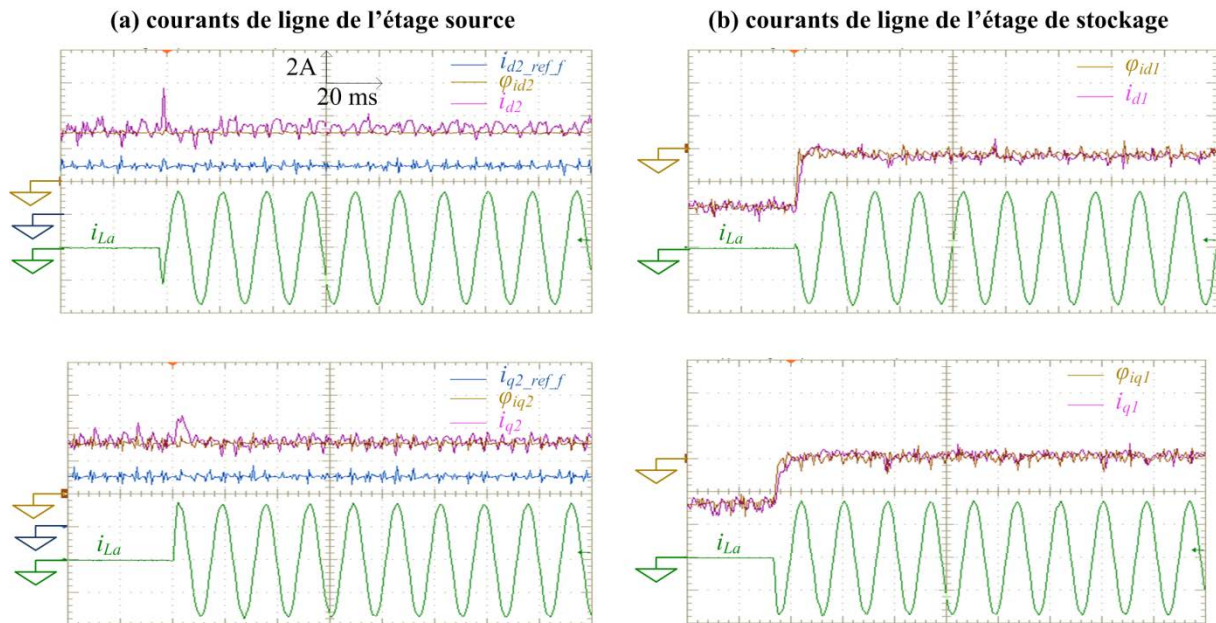 (a) courants de ligne de l’étage source
(b) courants de ligne de l’étage de stockage
2A
20 ms
i_d2_ref_f
φ_id2
i_d2
i_La
φ_id1
i_d1
i_La
i_q2_ref_f
φ_iq2
i_q2
i_La
φ_iq1
i_q1
i_La